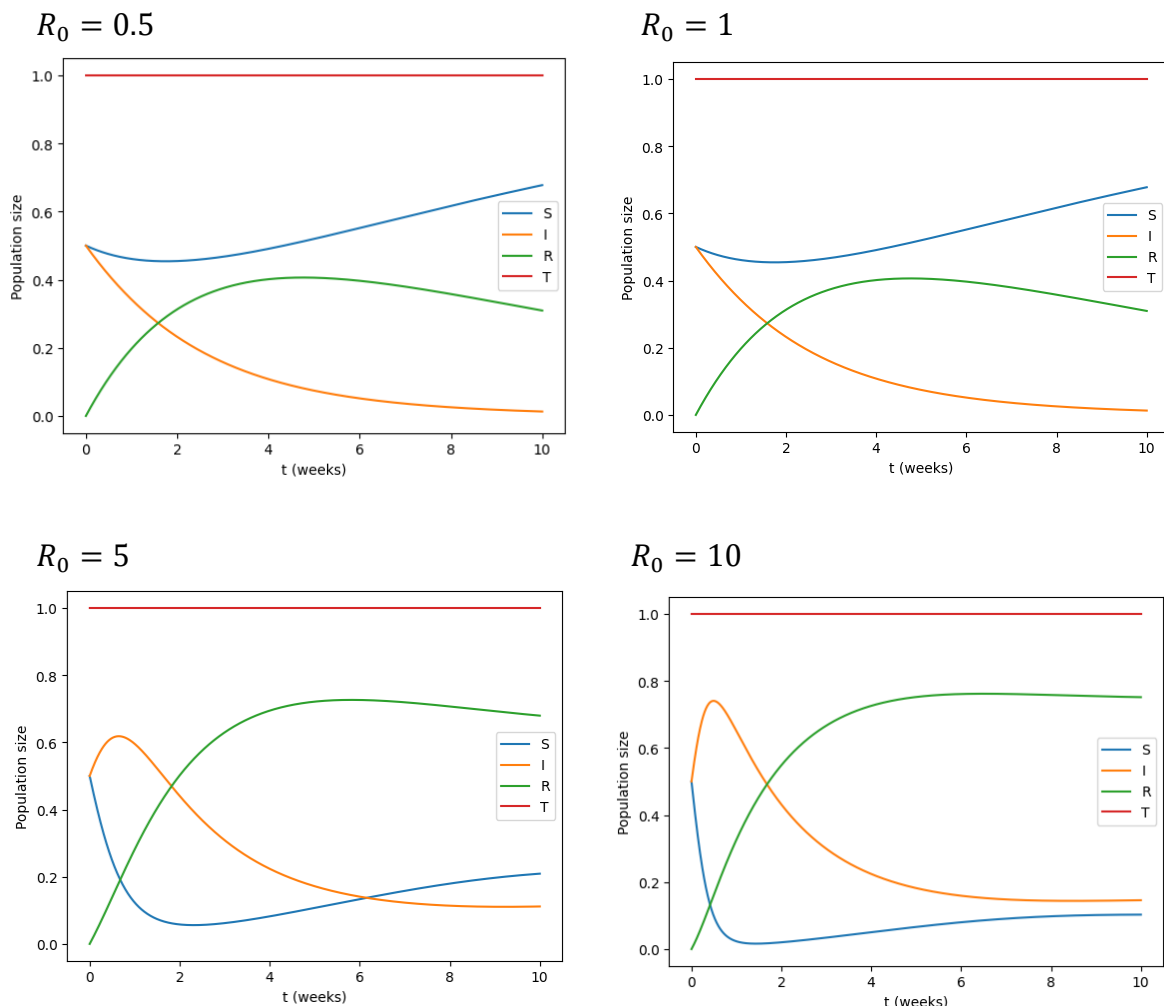 R₀ = 0.5
1.0
0.8
0.6
0.4
0.2
0.0
Population size
S
I
R
T
0 2 4 6 8 10
t (weeks)
R₀ = 1
1.0
0.8
0.6
0.4
0.2
0.0
Population size
S
I
R
T
0 2 4 6 8 10
t (weeks)
R₀ = 5
1.0
0.8
0.6
0.4
0.2
0.0
Population size
S
I
R
T
0 2 4 6 8 10
t (weeks)
R₀ = 10
1.0
0.8
0.6
0.4
0.2
0.0
Population size
S
I
R
T
0 2 4 6 8 10
t (weeks)